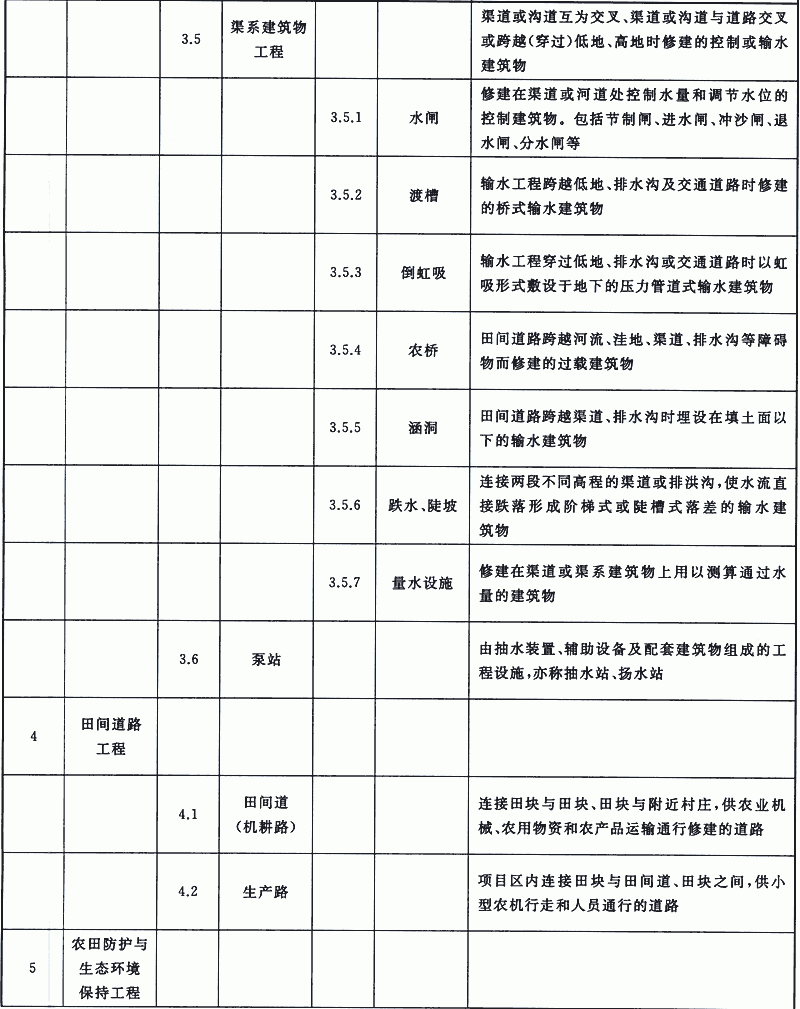 3.5
渠系建筑物
工程
渠道或沟道互为交叉、渠道或沟道与道路交叉
或跨越(穿过)低地、高地时修建的控制或输水
建筑物
3.5.1
水闸
修建在渠道或河道处控制水量和调节水位的
控制建筑物。包括节制闸、进水闸、冲沙闸、退
水闸、分水闸等
3.5.2
渡槽
输水工程跨越低地、排水沟及交通道路时修建
的桥式输水建筑物
3.5.3
倒虹吸
输水工程穿过低地、排水沟或交通道路时以虹
吸形式敷设于地下的压力管道式输水建筑物
3.5.4
农桥
田间道路跨越河流、洼地、渠道、排水沟等障碍
物而修建的过载建筑物
3.5.5
涵洞
田间道路跨越渠道、排水沟时埋设在填土面以
下的输水建筑物
3.5.6
跌水、陡坡
连接两段不同高程的渠道或排洪沟,使水流直
接跌落形成阶梯式或陡槽式落差的输水建
筑物
3.5.7
量水设施
修建在渠道或渠系建筑物上用以测算通过水
量的建筑物
3.6
泵站
由抽水装置、辅助设备及配套建筑物组成的工
程设施,亦称抽水站、扬水站
4
田间道路
工程
4.1
田间道
(机耕路)
连接田块与田块、田块与附近村庄,供农业机
械、农用物资和农产品运输通行修建的道路
4.2
生产路
项目区内连接田块与田间道、田块之间,供小
型农机行走和人员通行的道路
5
农田防护与
生态环境
保持工程